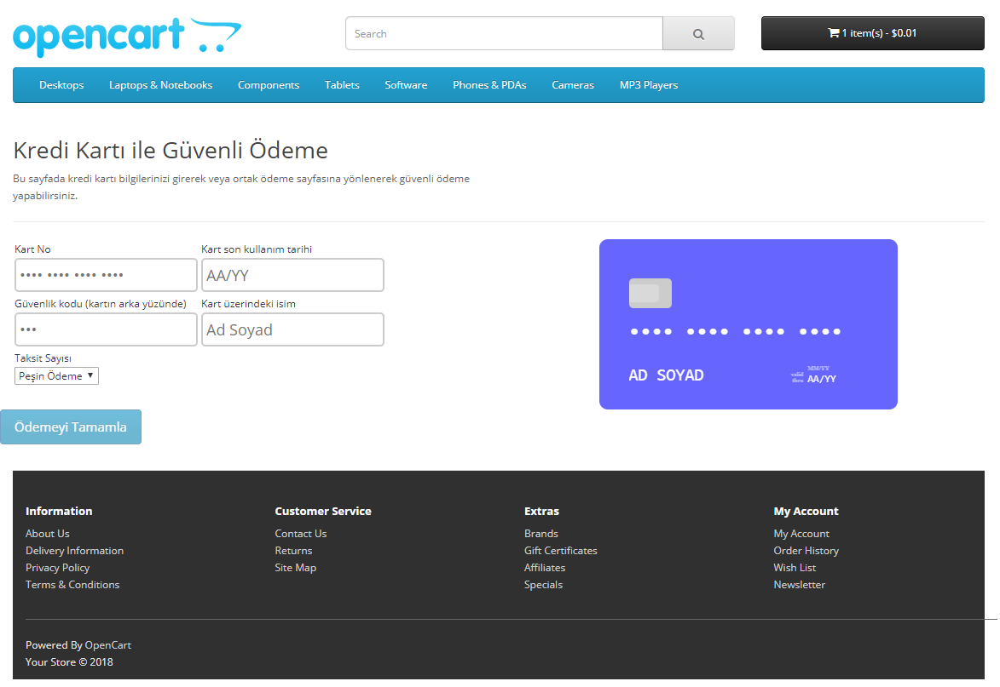 opencart
Search
1 item(s) - $0.01
Desktops Laptops & Notebooks Components Tablets Software Phones & PDAs Cameras MP3 Players
Kredi Kartı ile Güvenli Ödeme
Bu sayfada kredi kartı bilgilerinizi girerek veya ortak ödeme sayfasına yönlenerek güvenli ödeme
yapabilirsiniz.
Kart No Kart son kullanım tarihi
•••• •••• •••• •••• AA/YY
Güvenlik kodu (kartın arka yüzünde) Kart üzerindeki isim
••• Ad Soyad
Taksit Sayısı
Peşin Ödeme
•••• •••• •••• ••••
MM/YY
AD SOYAD valid thru AA/YY
Ödemeyi Tamamla
Information Customer Service Extras My Account
About Us Contact Us Brands My Account
Delivery Information Returns Gift Certificates Order History
Privacy Policy Site Map Affiliates Wish List
Terms & Conditions Specials Newsletter
Powered By OpenCart
Your Store © 2018